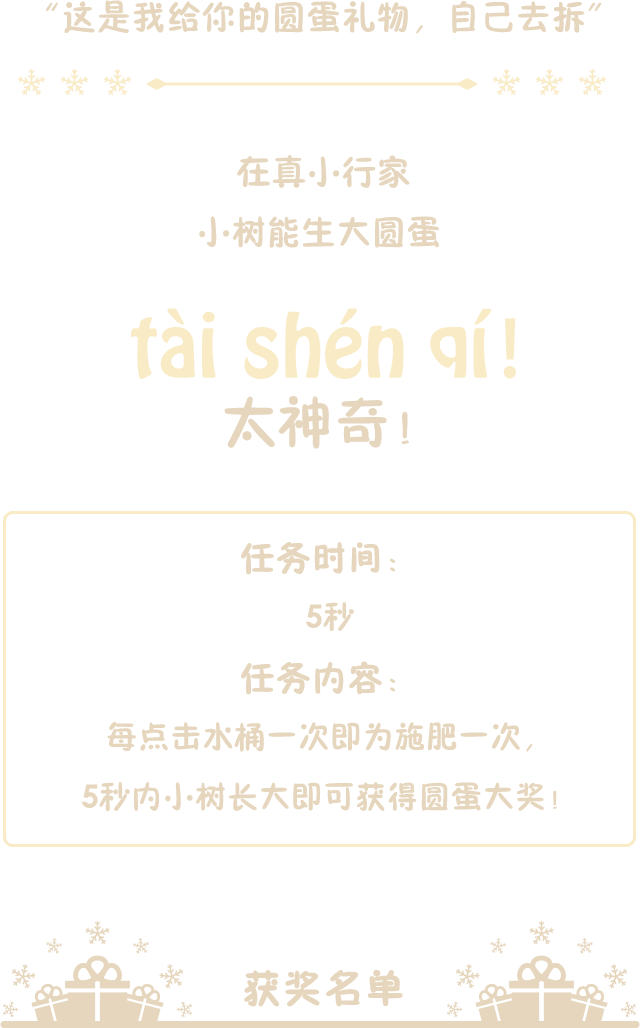 “这是我给你的圆蛋礼物，自己去拆”
在真小行家
小树能生大圆蛋
tài shén qí!
太神奇！
任务时间：
5秒
任务内容：
每点击水桶一次即为施肥一次，
5秒内小树长大即可获得圆蛋大奖！
获奖名单